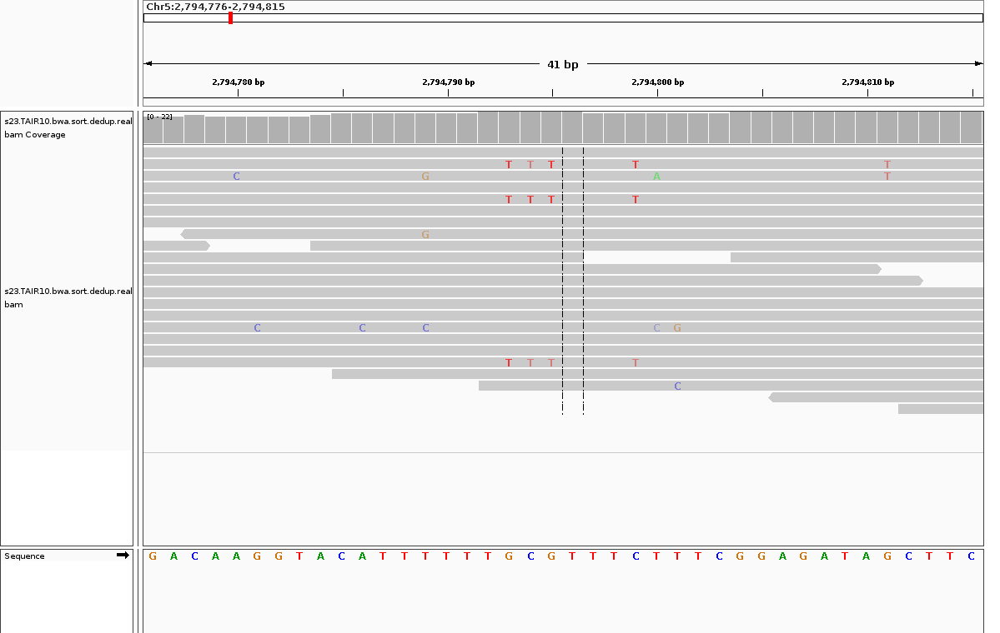 Chr5:2,794,776-2,794,815
41 bp
2,794,780 bp 2,794,790 bp 2,794,800 bp 2,794,810 bp
s23.TAIR10.bwa.sort.dedup.real
bam Coverage
[0 - 22]
T T T T T
C G A T
T T T T
G
s23.TAIR10.bwa.sort.dedup.real
bam
C C C C G
T T T T
C
Sequence
G A C A A G G T A C A T T T T T T G C G T T T C T T T C G G A G A T A G C T T C